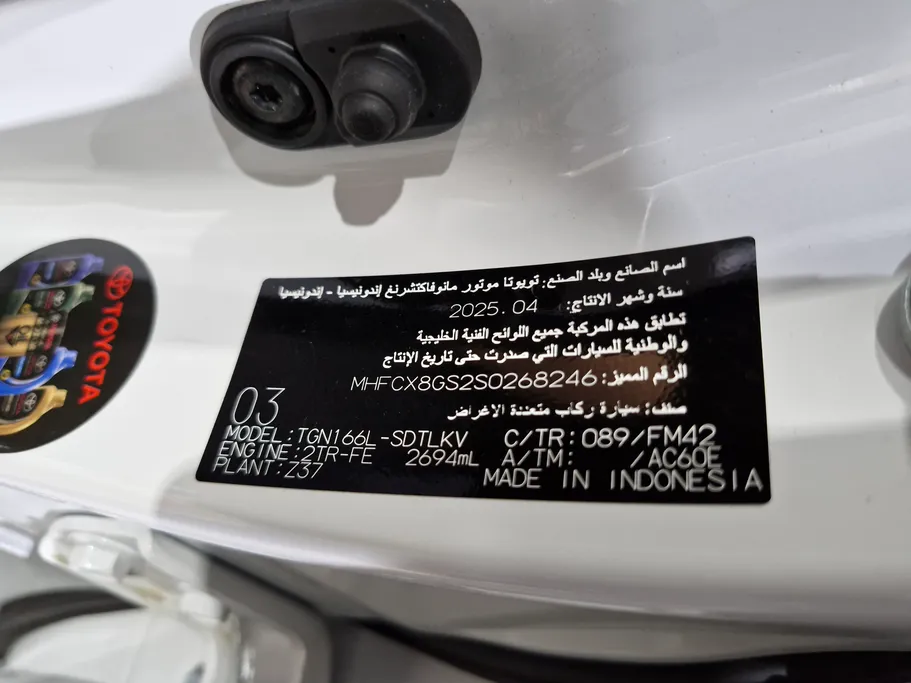 TOYOTA
اسم الصانع وبلد الصنع: تويوتا موتور مانوفاكتشرنغ إندونيسيا - إندونيسيا
سنة وشهر الانتاج: 2025.04
تطابق هذه المركبة جميع اللوائح الفنية الخليجية
والوطنية للسيارات التي صدرت حتى تاريخ الإنتاج
الرقم المميز: MHFCX8GS2S0268246
صنف: سيارة ركاب متعددة الاغراض
03
MODEL:TGN166L-SDTLKV C/TR:089/FM42
ENGINE:2TR-FE 2694mL A/TM: /AC60E
PLANT:Z37 MADE IN INDONESIA